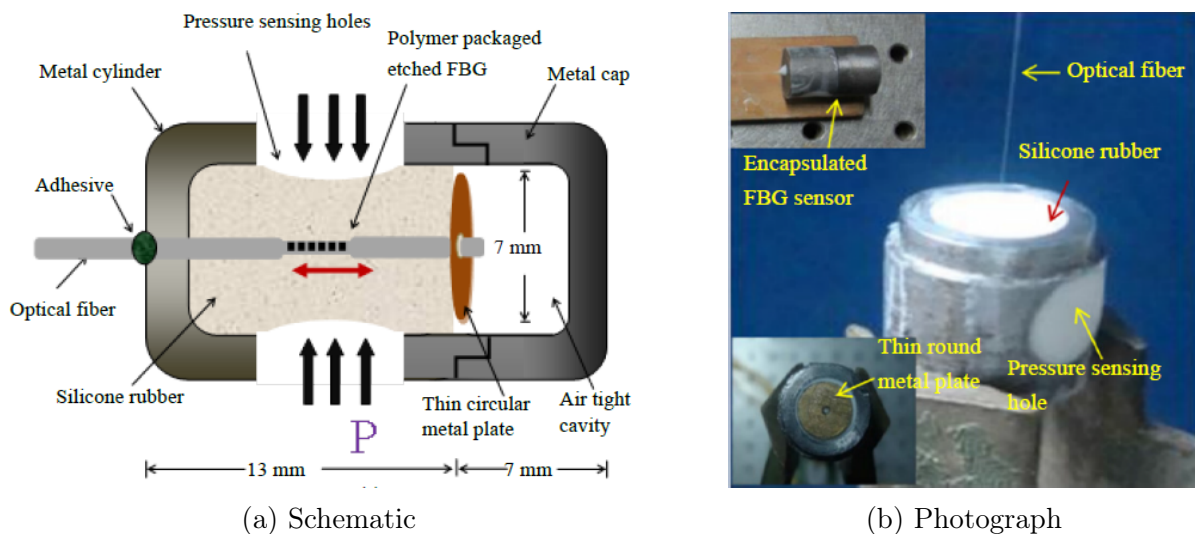 Pressure sensing holes
Polymer packaged
etched FBG
Metal cylinder
Metal cap
Adhesive
7 mm
Optical fiber
Silicone rubber
Thin circular
metal plate
Air tight
cavity
P
13 mm
7 mm
(a) Schematic
Optical fiber
Silicone rubber
Encapsulated
FBG sensor
Thin round
metal plate
Pressure sensing
hole
(b) Photograph